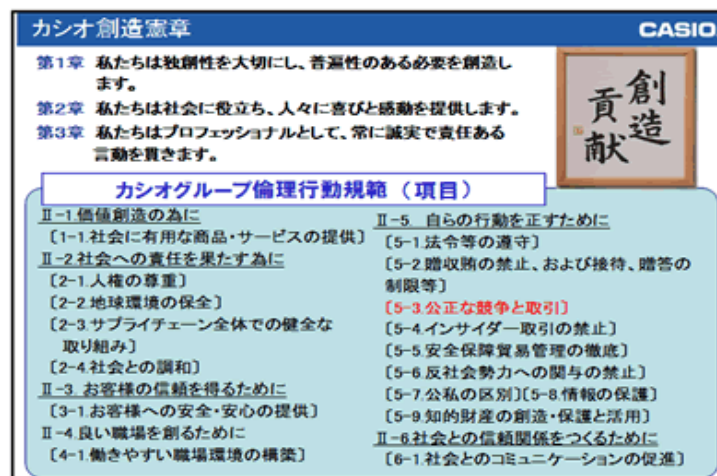 カシオ創造憲章
CASIO
第1章 私たちは独創性を大切にし、普遍性のある必要を創造し
ます。
第2章 私たちは社会に役立ち、人々に喜びと感動を提供します。
第3章 私たちはプロフェッショナルとして、常に誠実で責任ある
言動を貫きます。
創造
貢献
カシオグループ倫理行動規範（項目）
Ⅱ-1.価値創造の為に
〔1-1.社会に有用な商品・サービスの提供〕
Ⅱ-2.社会への責任を果たす為に
〔2-1.人権の尊重〕
〔2-2.地球環境の保全〕
〔2-3.サプライチェーン全体での健全な
取り組み〕
〔2-4.社会との調和〕
Ⅱ-3. お客様の信頼を得るために
〔3-1.お客様への安全・安心の提供〕
Ⅱ-4.良い職場を創るために
〔4-1.働きやすい職場環境の構築〕
Ⅱ-5. 自らの行動を正すために
〔5-1.法令等の遵守〕
〔5-2.贈収賄の禁止、および接待、贈答の
制限等〕
〔5-3.公正な競争と取引〕
〔5-4.インサイダー取引の禁止〕
〔5-5.安全保障貿易管理の徹底〕
〔5-6.反社会勢力への関与の禁止〕
〔5-7.公私の区別〕〔5-8.情報の保護〕
〔5-9.知的財産の創造・保護と活用〕
Ⅱ-6.社会との信頼関係をつくるために
〔6-1.社会とのコミュニケーションの促進〕